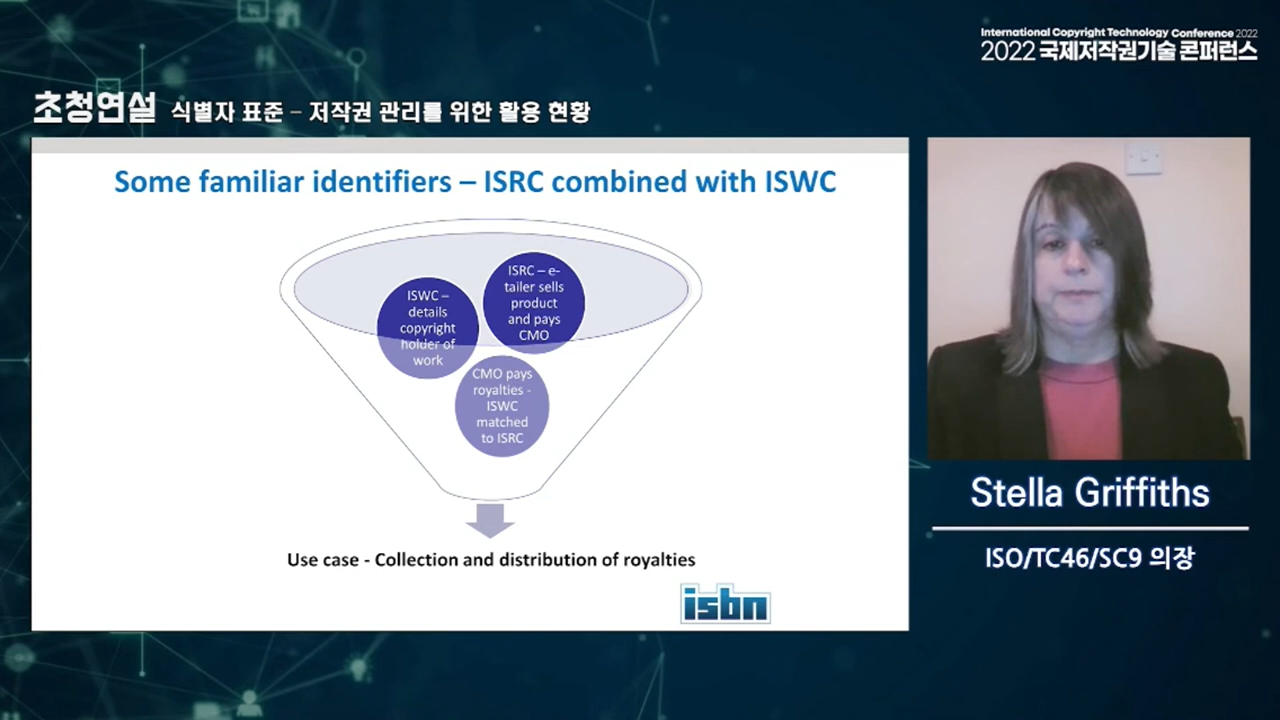 International Copyright Technology Conference 2022
2022 국제저작권기술 콘퍼런스
초청연설 식별자 표준 – 저작권 관리를 위한 활용 현황
Some familiar identifiers – ISRC combined with ISWC
ISWC –
details
copyright
holder of
work
ISRC – e-
tailer sells
product
and pays
CMO
CMO pays
royalties -
ISWC
matched
to ISRC
Use case - Collection and distribution of royalties
isbn
Stella Griffiths
ISO/TC46/SC9 의장